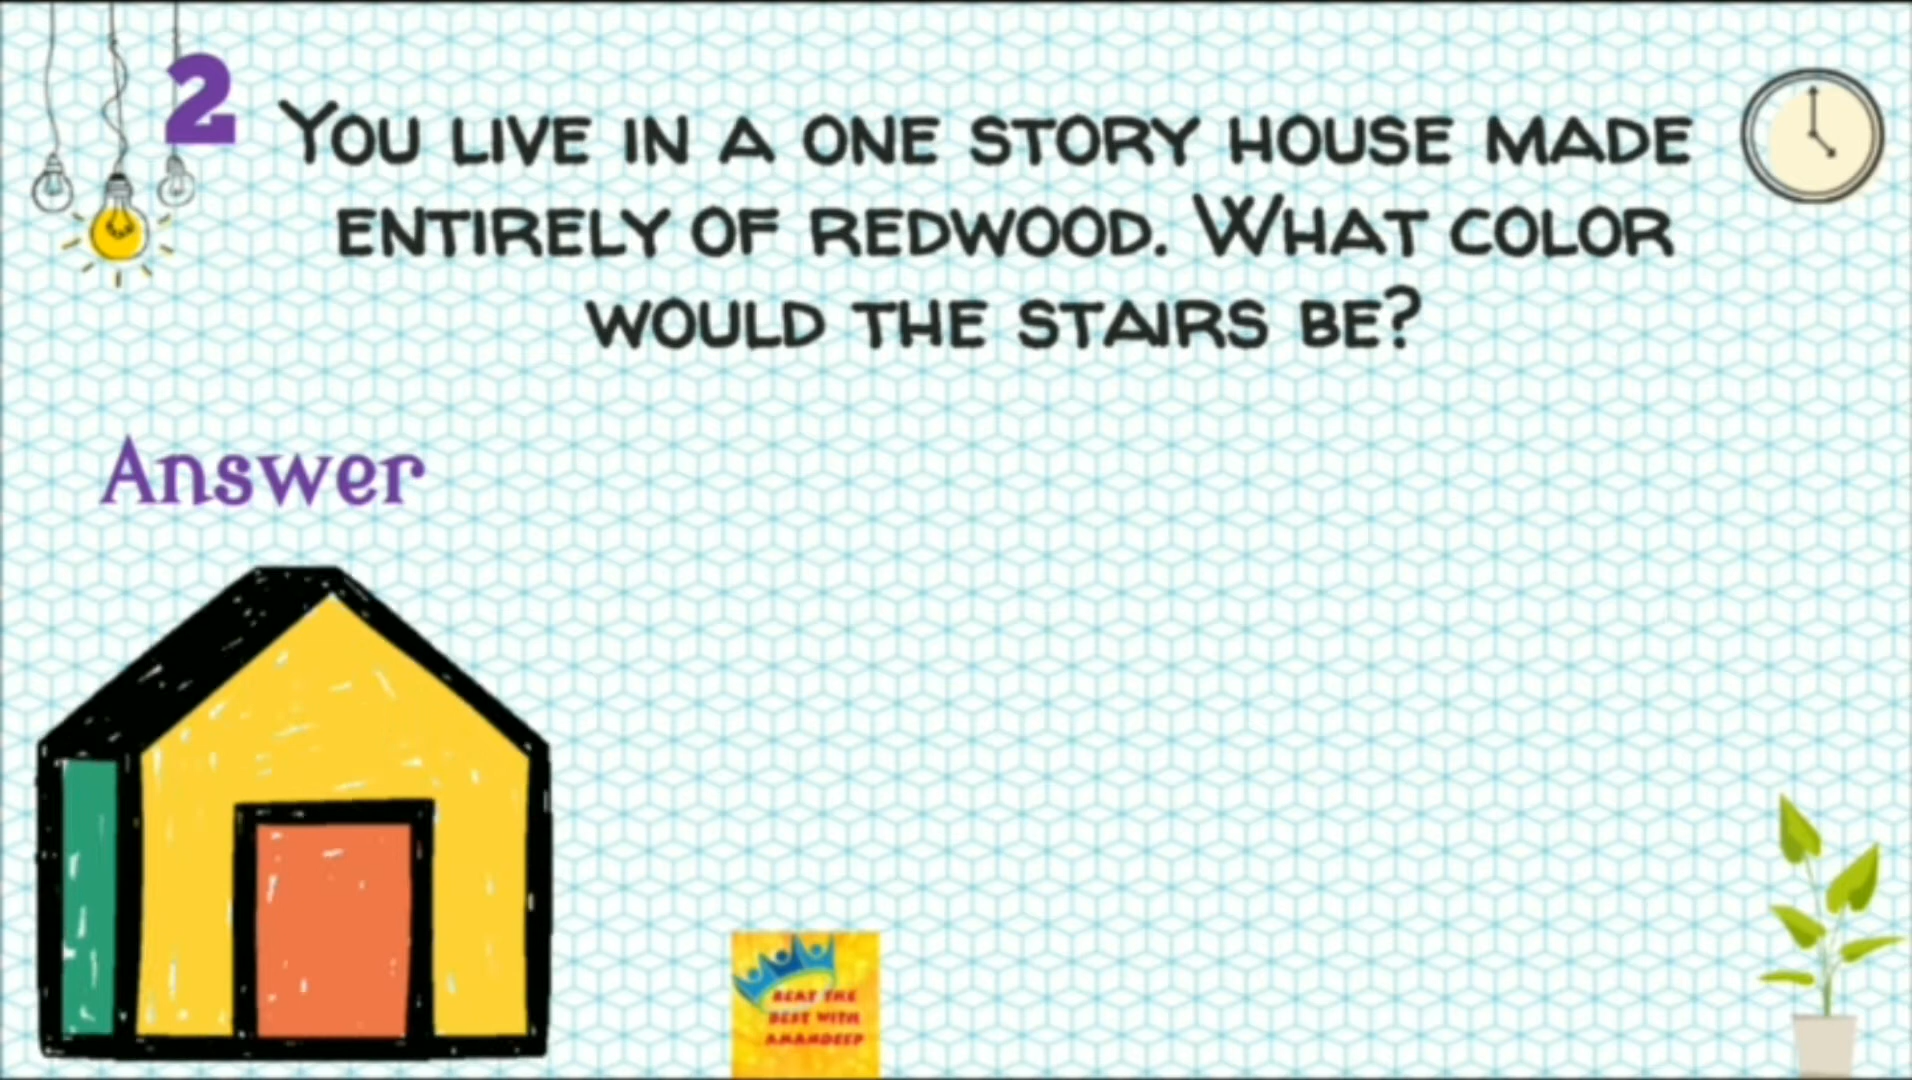 2
You live in a one story house made
entirely of redwood. What color
would the stairs be?
Answer
BEAT THE
BEST WITH
AMANDEEP